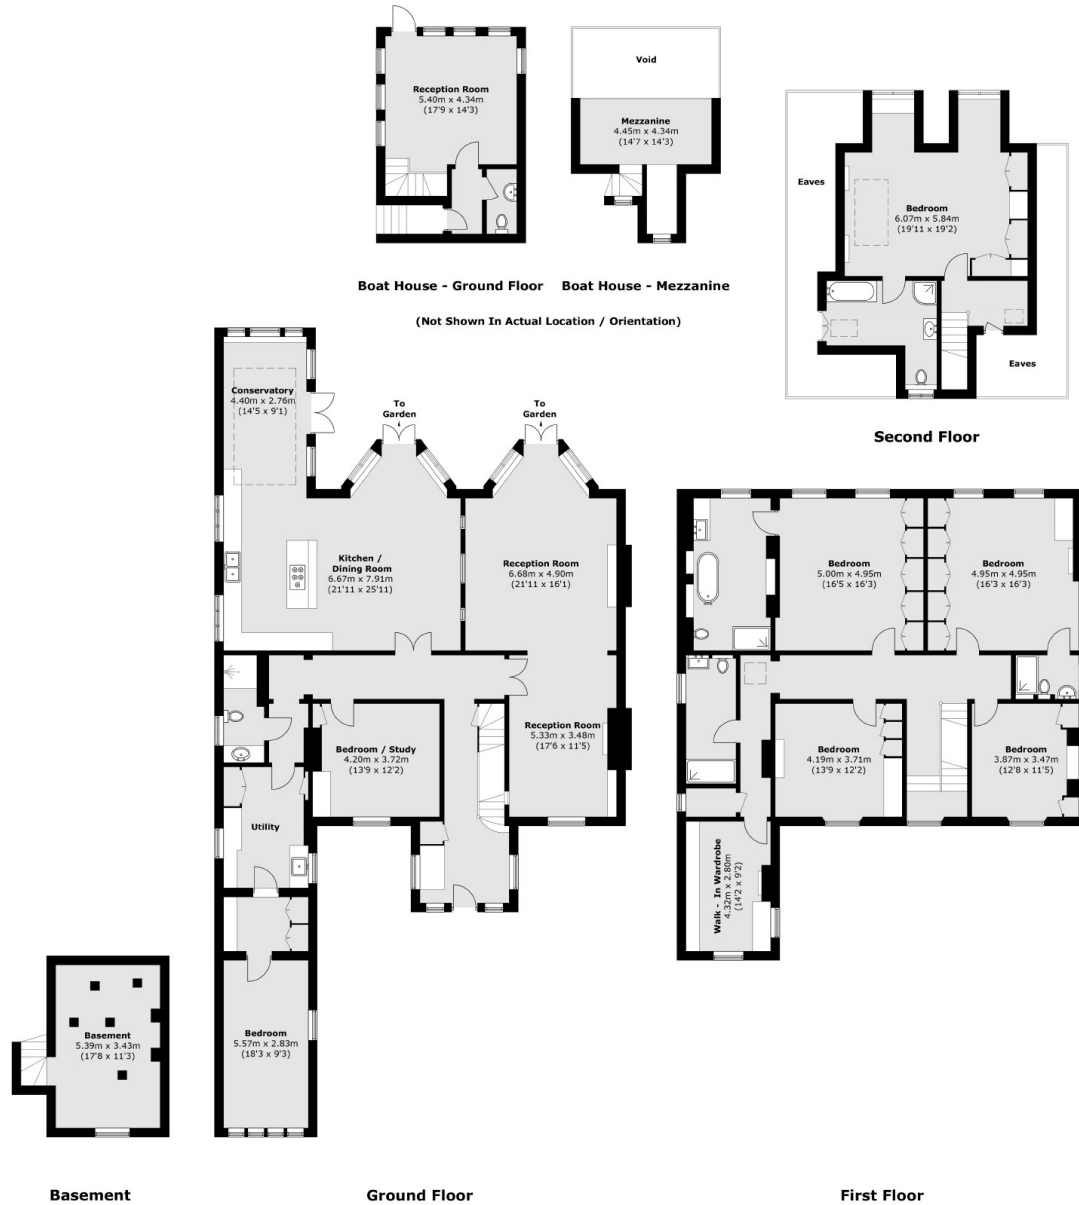 Reception Room
5.40m x 4.34m
(17'9 x 14'3)
Void
Mezzanine
4.45m x 4.34m
(14'7 x 14'3)
Boat House - Ground Floor
Boat House - Mezzanine
(Not Shown In Actual Location / Orientation)
Eaves
Bedroom
6.07m x 5.84m
(19'11 x 19'2)
Eaves
Second Floor
Conservatory
4.40m x 2.76m
(14'5 x 9'1)
To
Garden
To
Garden
Kitchen /
Dining Room
6.67m x 7.91m
(21'11 x 25'11)
Reception Room
6.68m x 4.90m
(21'11 x 16'1)
Reception Room
5.33m x 3.48m
(17'6 x 11'5)
Bedroom / Study
4.20m x 3.72m
(13'9 x 12'2)
Utility
Bedroom
5.57m x 2.83m
(18'3 x 9'3)
Bedroom
5.00m x 4.95m
(16'5 x 16'3)
Bedroom
4.95m x 4.95m
(16'3 x 16'3)
Bedroom
4.19m x 3.71m
(13'9 x 12'2)
Bedroom
3.87m x 3.47m
(12'8 x 11'5)
Walk - In Wardrobe
4.32m x 2.80m
(14'2 x 9'2)
Basement
5.39m x 3.43m
(17'8 x 11'3)
Basement
Ground Floor
First Floor